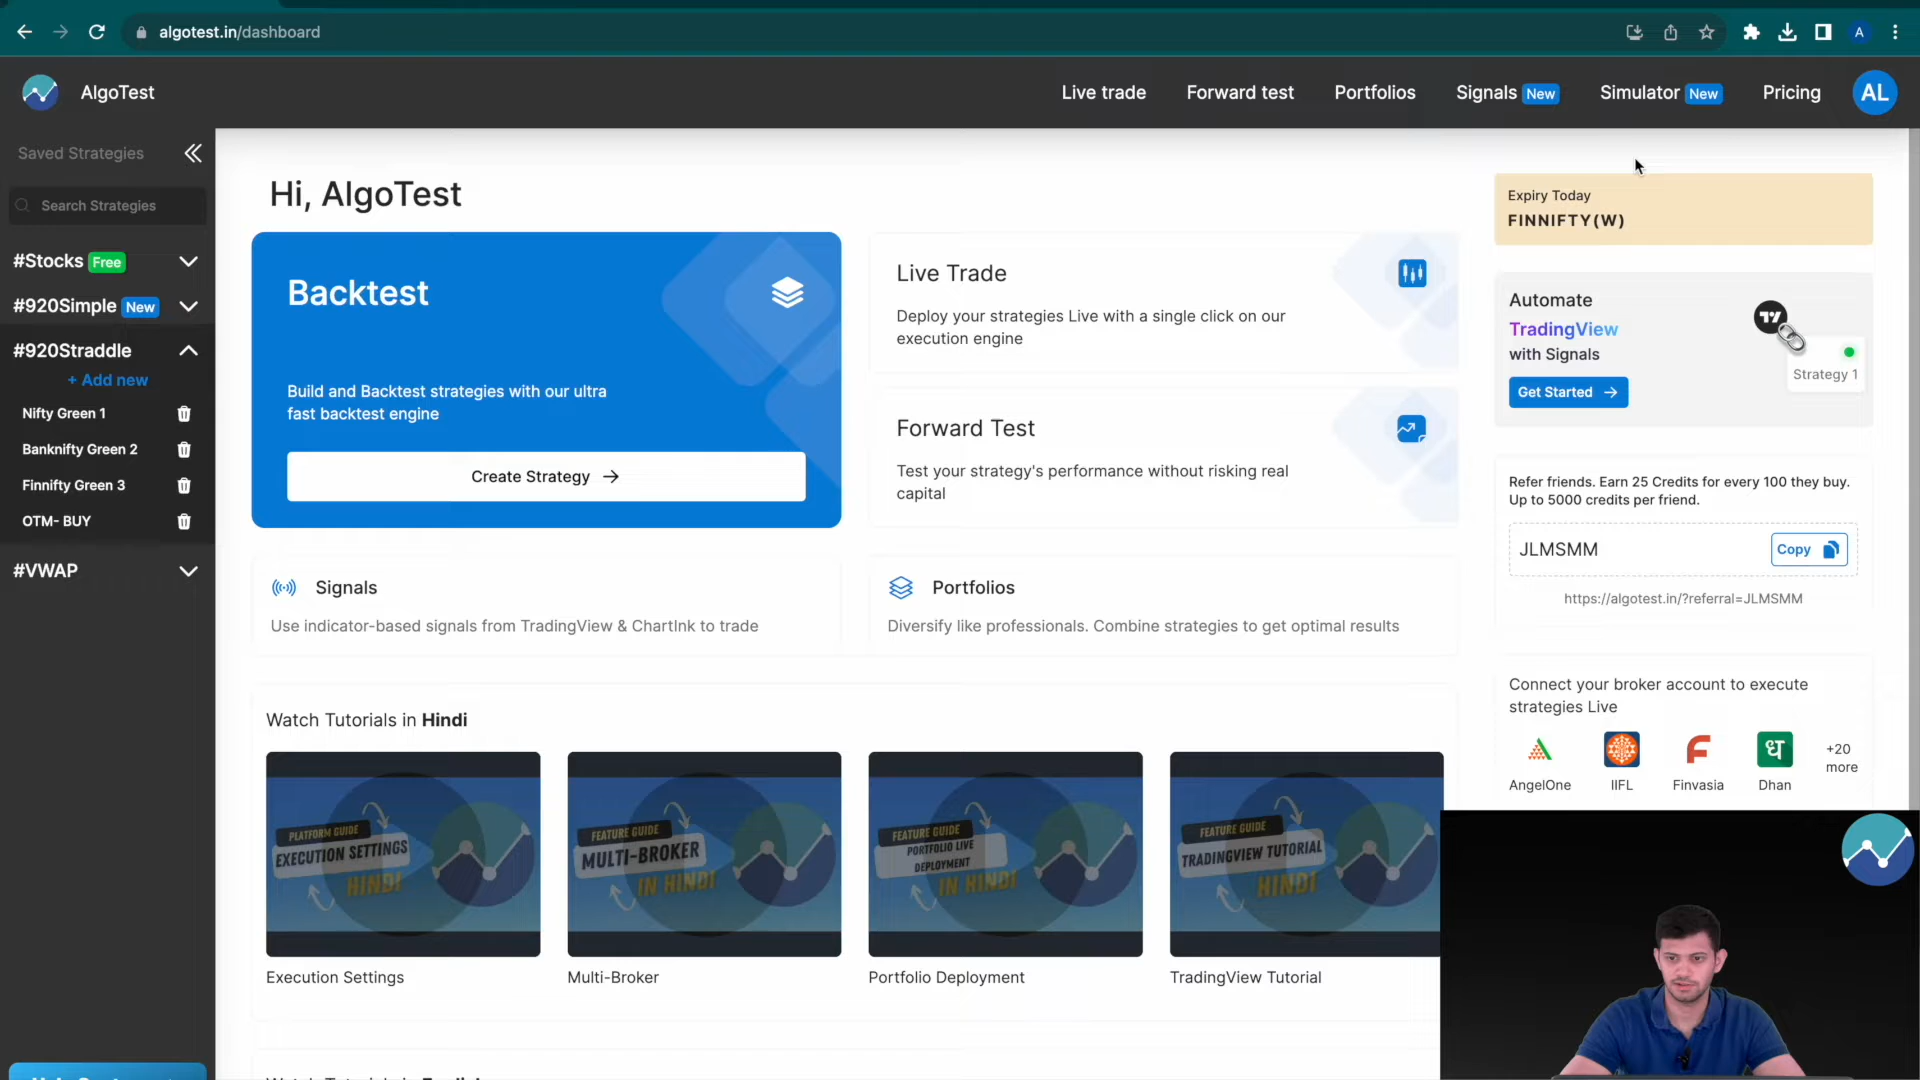 algotest.in/dashboard
A
AlgoTest
Live trade
Forward test
Portfolios
Signals New
Simulator New
Pricing
AL
Saved Strategies
Search Strategies
#Stocks Free
#920Simple New
#920Straddle
+ Add new
Nifty Green 1
Banknifty Green 2
Finnifty Green 3
OTM- BUY
#VWAP
Hi, AlgoTest
Backtest
Build and Backtest strategies with our ultra
fast backtest engine
Create Strategy
Live Trade
Deploy your strategies Live with a single click on our
execution engine
Forward Test
Test your strategy's performance without risking real
capital
Signals
Use indicator-based signals from TradingView & ChartInk to trade
Portfolios
Diversify like professionals. Combine strategies to get optimal results
Expiry Today
FINNIFTY(W)
Automate
TradingView
with Signals
Get Started
Strategy 1
Refer friends. Earn 25 Credits for every 100 they buy.
Up to 5000 credits per friend.
JLMSMM
Copy
https://algotest.in/?referral=JLMSMM
Connect your broker account to execute
strategies Live
AngelOne
IIFL
Finvasia
ध
Dhan
+20
more
Watch Tutorials in Hindi
PLATFORM GUIDE
EXECUTION SETTINGS
HINDI
FEATURE GUIDE
MULTI-BROKER
IN HINDI
FEATURE GUIDE
PORTFOLIO LIVE
DEPLOYMENT
IN HINDI
FEATURE GUIDE
TRADINGVIEW TUTORIAL
HINDI
Execution Settings
Multi-Broker
Portfolio Deployment
TradingView Tutorial